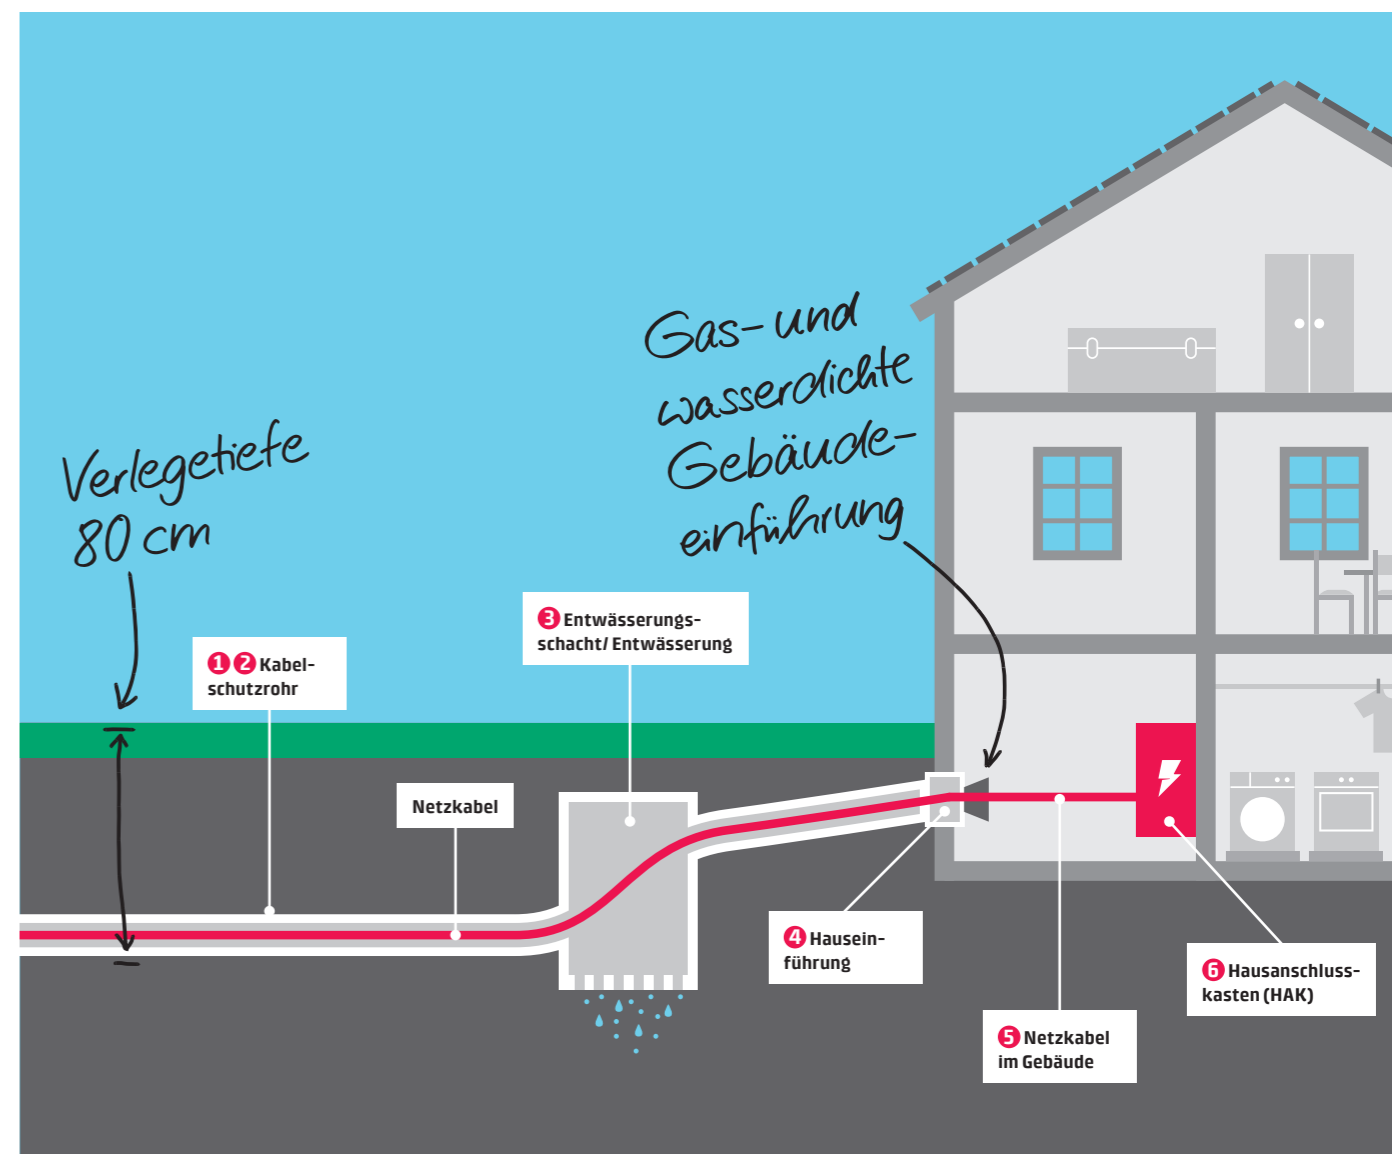 Gas- und
wasserdichte
Gebäude-
einführung
Verlegetiefe
80 cm
3 Entwässerungs-
schacht/ Entwässerung
1 2 Kabel-
schutzrohr
Netzkabel
4 Hausein-
führung
6 Hausanschluss-
kasten (HAK)
5 Netzkabel
im Gebäude